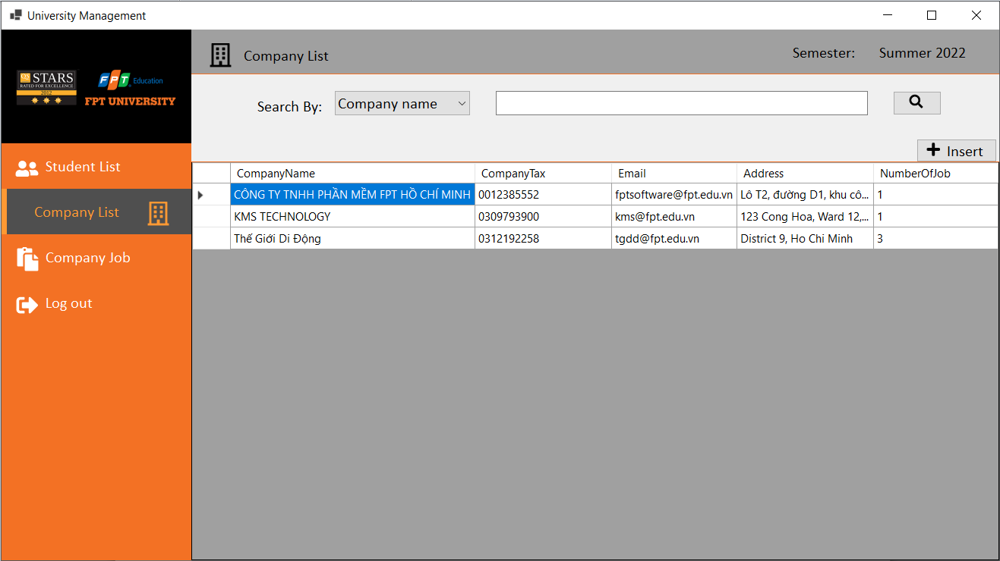 University Management
QS STARS
RATED FOR EXCELLENCE
2012
FPT Education
FPT UNIVERSITY
Student List
Company List
Company Job
Log out
Company List
Semester: Summer 2022
Search By: Company name
Insert
CompanyName CompanyTax Email Address NumberOfJob
CÔNG TY TNHH PHẦN MỀM FPT HỒ CHÍ MINH 0012385552 fptsoftware@fpt.edu.vn Lô T2, đường D1, khu cô... 1
KMS TECHNOLOGY 0309793900 kms@fpt.edu.vn 123 Cong Hoa, Ward 12,... 1
Thế Giới Di Động 0312192258 tgdd@fpt.edu.vn District 9, Ho Chi Minh 3